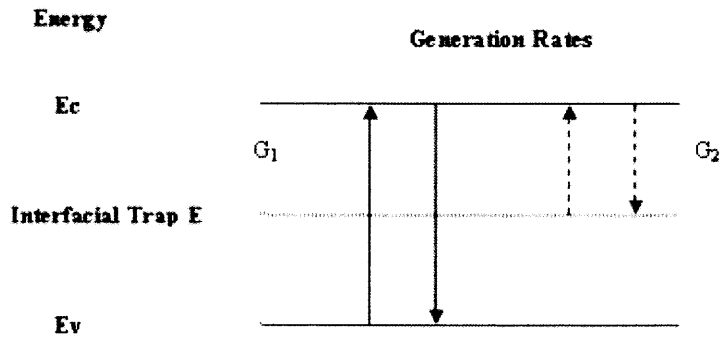 Energy
Generation Rates
Ec
G1
G2
Interfacial Trap E
Ev